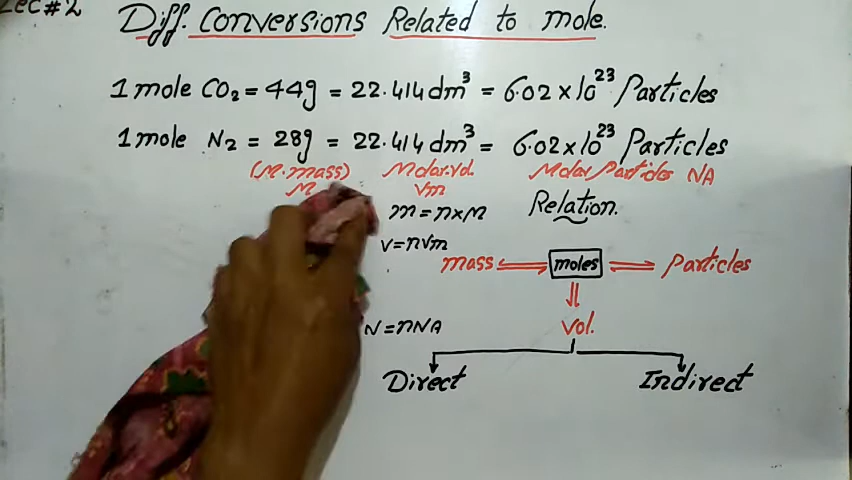 Lec#2
Diff. Conversions Related to mole.
1 mole CO₂ = 44g = 22.414 dm³ = 6.02 × 10²³ Particles
1 mole N₂ = 28g = 22.414 dm³ = 6.02 × 10²³ Particles
(M.mass) Molar.vol. Molar Particles NA
M Vm
m = n×M Relation.
V = nVm
mass moles Particles
N = nNA Vol.
Direct Indirect